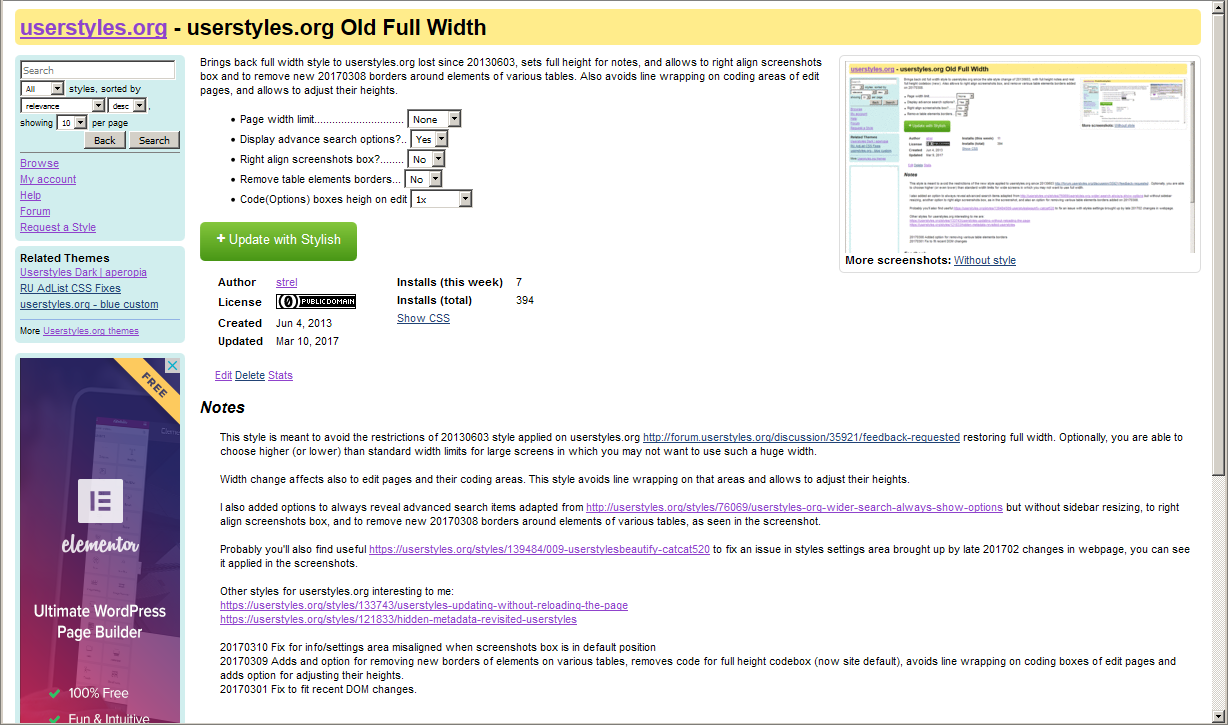 userstyles.org - userstyles.org Old Full Width
Search
All styles, sorted by
relevance desc .
showing 10 per page
Back Search
Browse
My account
Help
Forum
Request a Style
Related Themes
Userstyles Dark | aperopia
RU AdList CSS Fixes
userstyles.org - blue custom
More Userstyles.org themes
FREE
elementor
Ultimate WordPress
Page Builder
100% Free
Fun & Intuitive
Brings back full width style to userstyles.org lost since 20130603, sets full height for notes, and allows to right align screenshots
box and to remove new 20170308 borders around elements of various tables. Also avoids line wrapping on coding areas of edit
pages, and allows to adjust their heights.
Page width limit........................... None
Display advance search options?.. Yes
Right align screenshots box?........ No
Remove table elements borders... No
Code(Options) boxes heigh on edit 1x
+ Update with Stylish
Author strel
License PUBLIC DOMAIN
Created Jun 4, 2013
Updated Mar 10, 2017
Installs (this week) 7
Installs (total) 394
Show CSS
More screenshots: Without style
Edit Delete Stats
Notes
This style is meant to avoid the restrictions of 20130603 style applied on userstyles.org http://forum.userstyles.org/discussion/35921/feedback-requested restoring full width. Optionally, you are able to
choose higher (or lower) than standard width limits for large screens in which you may not want to use such a huge width.
Width change affects also to edit pages and their coding areas. This style avoids line wrapping on that areas and allows to adjust their heights.
I also added options to always reveal advanced search items adapted from http://userstyles.org/styles/76069/userstyles-org-wider-search-always-show-options but without sidebar resizing, to right
align screenshots box, and to remove new 20170308 borders around elements of various tables, as seen in the screenshot.
Probably you'll also find useful https://userstyles.org/styles/139484/009-userstylesbeautify-catcat520 to fix an issue in styles settings area brought up by late 201702 changes in webpage, you can see
it applied in the screenshots.
Other styles for userstyles.org interesting to me:
https://userstyles.org/styles/133743/userstyles-updating-without-reloading-the-page
https://userstyles.org/styles/121833/hidden-metadata-revisited-userstyles
20170310 Fix for info/settings area misaligned when screenshots box is in default position
20170309 Adds and option for removing new borders of elements on various tables, removes code for full height codebox (now site default), avoids line wrapping on coding boxes of edit pages and
adds option for adjusting their heights.
20170301 Fix to fit recent DOM changes.